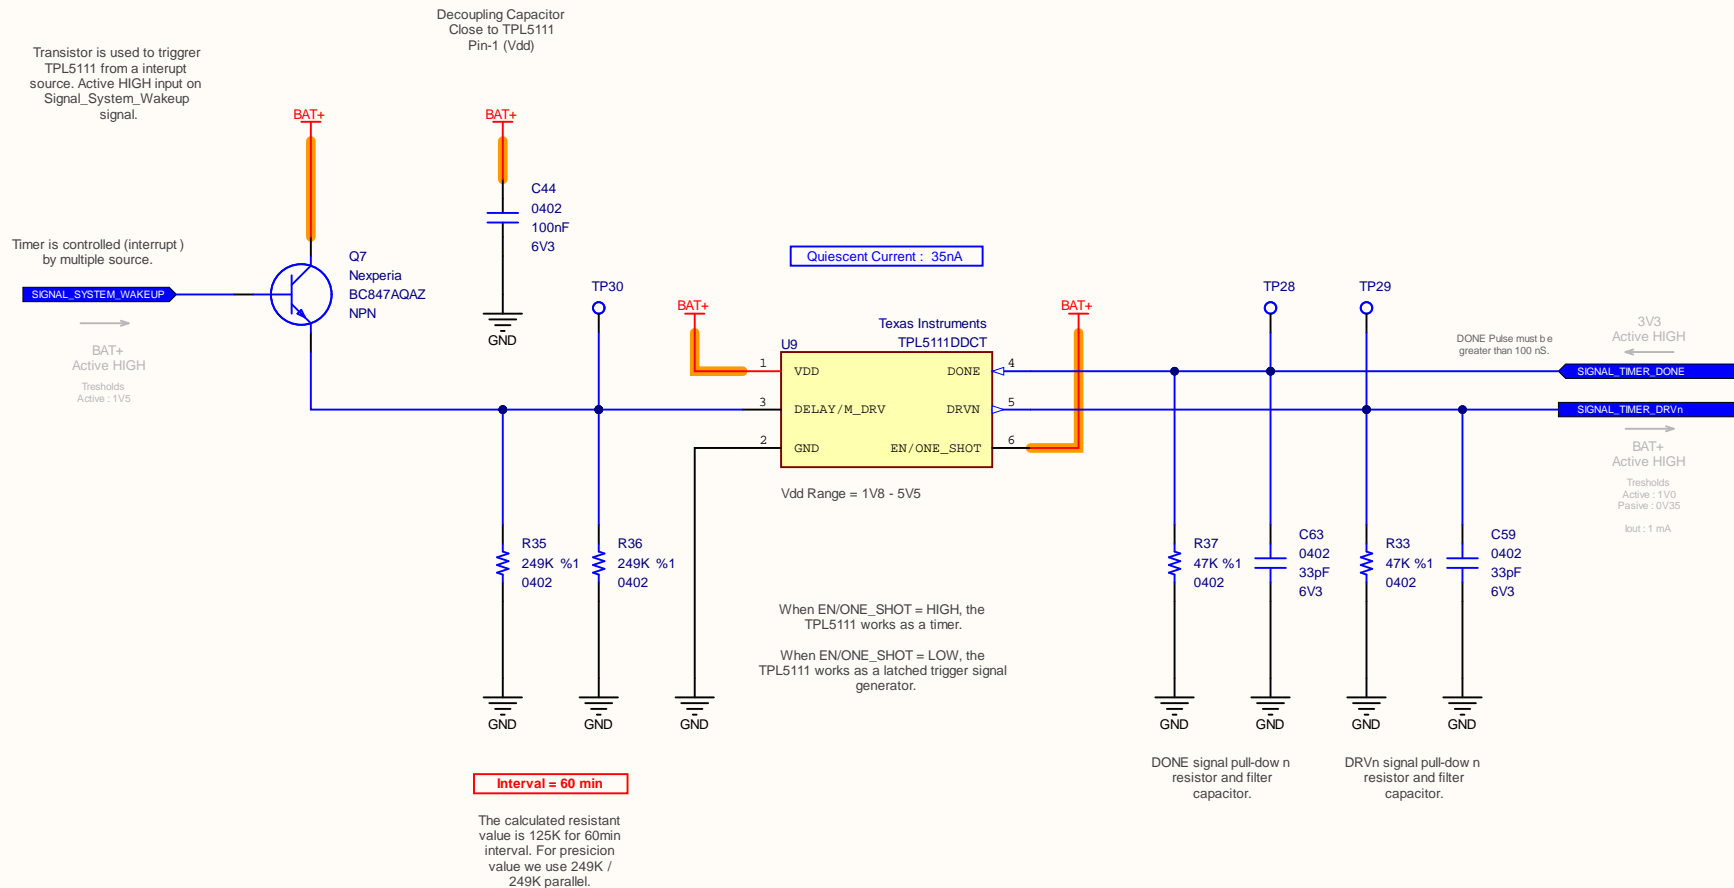 Decoupling Capacitor
Close to TPL5111
Pin-1 (Vdd)
Transistor is used to triggrer
TPL5111 from a interupt
source. Active HIGH input on
Signal_System_Wakeup
signal.
BAT+
BAT+
C44
0402
100nF
6V3
GND
Timer is controlled (interrupt )
by multiple source.
SIGNAL_SYSTEM_WAKEUP
BAT+
Active HIGH
Tresholds
Active : 1V5
Q7
Nexperia
BC847AQAZ
NPN
Quiescent Current : 35nA
TP30
BAT+
BAT+
TP28
TP29
Texas Instruments
U9
TPL5111DDCT
1
VDD
3
DELAY/M_DRV
2
GND
DONE
4
DRVN
5
EN/ONE_SHOT
6
Vdd Range = 1V8 - 5V5
DONE Pulse must be
greater than 100 nS.
3V3
Active HIGH
SIGNAL_TIMER_DONE
SIGNAL_TIMER_DRVn
BAT+
Active HIGH
Tresholds
Active : 1V0
Pasive : 0V35
Iout : 1 mA
R35
249K %1
0402
R36
249K %1
0402
R37
47K %1
0402
C63
0402
33pF
6V3
R33
47K %1
0402
C59
0402
33pF
6V3
When EN/ONE_SHOT = HIGH, the
TPL5111 works as a timer.
When EN/ONE_SHOT = LOW, the
TPL5111 works as a latched trigger signal
generator.
GND
GND
GND
GND
GND
GND
GND
Interval = 60 min
The calculated resistant
value is 125K for 60min
interval. For presicion
value we use 249K /
249K parallel.
DONE signal pull-down
resistor and filter
capacitor.
DRVn signal pull-down
resistor and filter
capacitor.